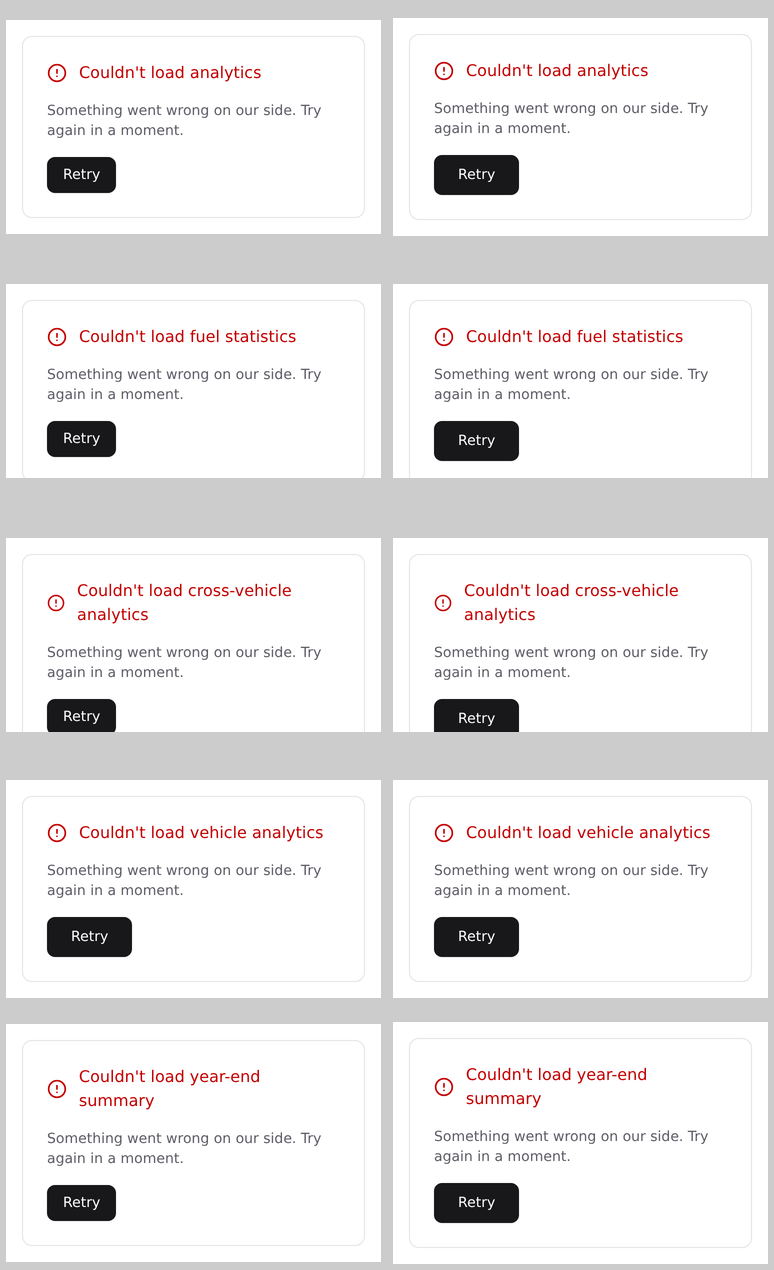 Couldn't load analytics
Something went wrong on our side. Try
again in a moment.
Retry
Couldn't load analytics
Something went wrong on our side. Try
again in a moment.
Retry
Couldn't load fuel statistics
Something went wrong on our side. Try
again in a moment.
Retry
Couldn't load fuel statistics
Something went wrong on our side. Try
again in a moment.
Retry
Couldn't load cross-vehicle
analytics
Something went wrong on our side. Try
again in a moment.
Retry
Couldn't load cross-vehicle
analytics
Something went wrong on our side. Try
again in a moment.
Retry
Couldn't load vehicle analytics
Something went wrong on our side. Try
again in a moment.
Retry
Couldn't load vehicle analytics
Something went wrong on our side. Try
again in a moment.
Retry
Couldn't load year-end
summary
Something went wrong on our side. Try
again in a moment.
Retry
Couldn't load year-end
summary
Something went wrong on our side. Try
again in a moment.
Retry